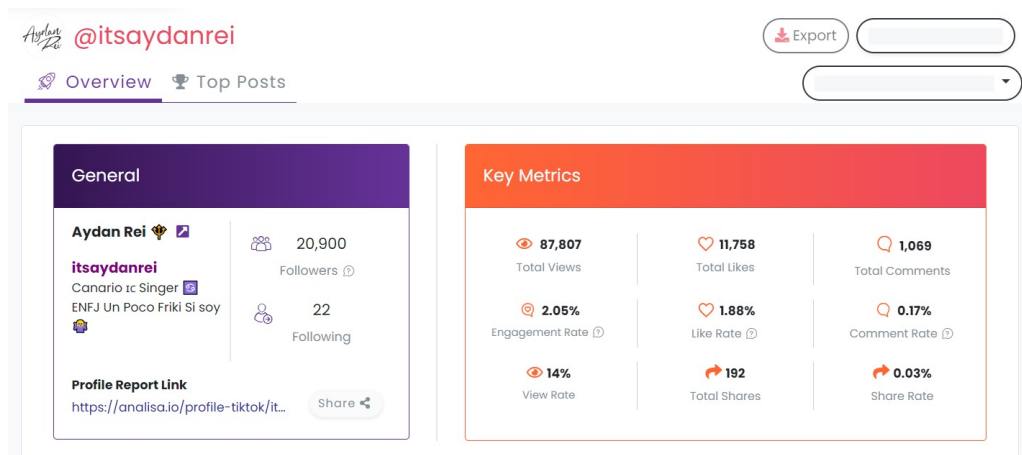 Aydan Rei
@itsaydanrei
Export
Overview
Top Posts
General
Key Metrics
Aydan Rei
itsaydanrei
Canario ɪᴄ Singer ♋
ENFJ Un Poco Friki Si soy
20,900
Followers ?
22
Following
Profile Report Link
https://analisa.io/profile-tiktok/it...
Share
87,807
Total Views
11,758
Total Likes
1,069
Total Comments
2.05%
Engagement Rate ?
1.88%
Like Rate ?
0.17%
Comment Rate ?
14%
View Rate
192
Total Shares
0.03%
Share Rate